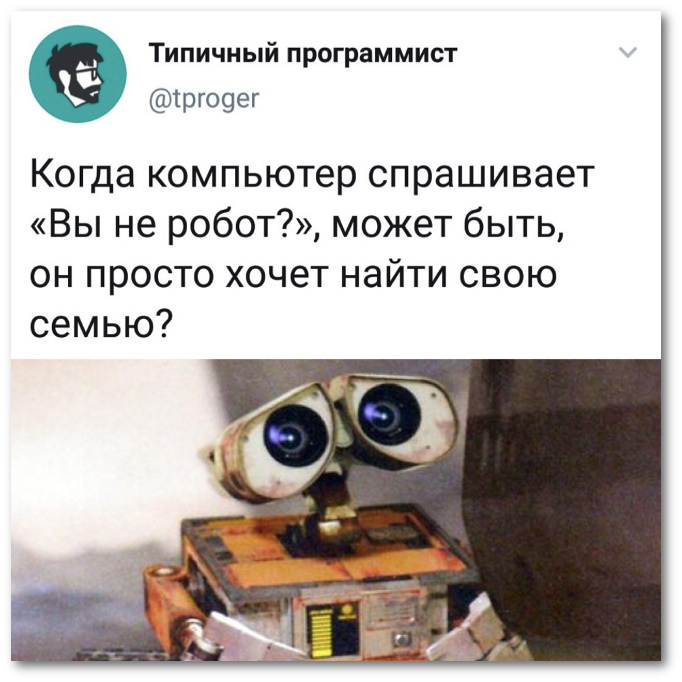 Типичный программист
@tproger
Когда компьютер спрашивает
«Вы не робот?», может быть,
он просто хочет найти свою
семью?